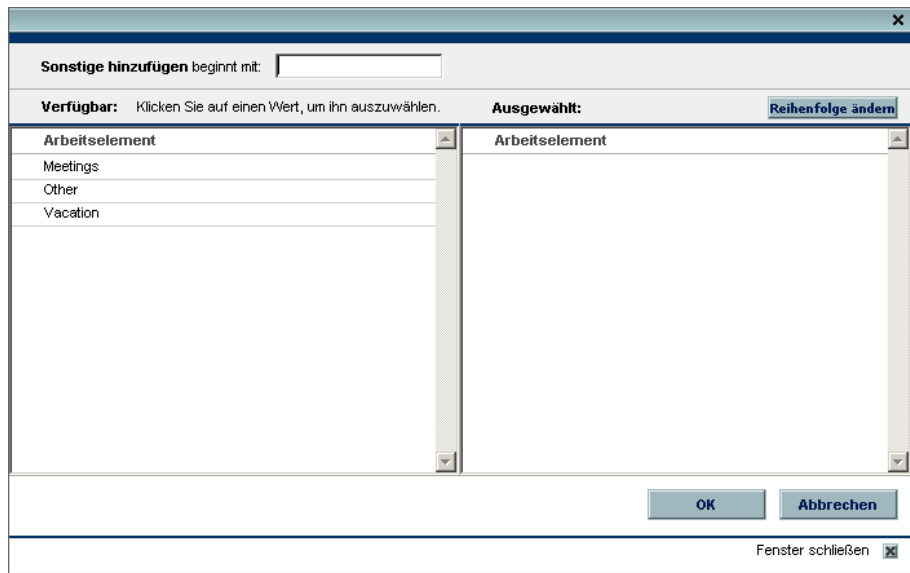 Sonstige hinzufügen beginnt mit:
Verfügbar: Klicken Sie auf einen Wert, um ihn auszuwählen. Ausgewählt: Reihenfolge ändern
Arbeitselement Arbeitselement
Meetings
Other
Vacation
OK Abbrechen
Fenster schließen